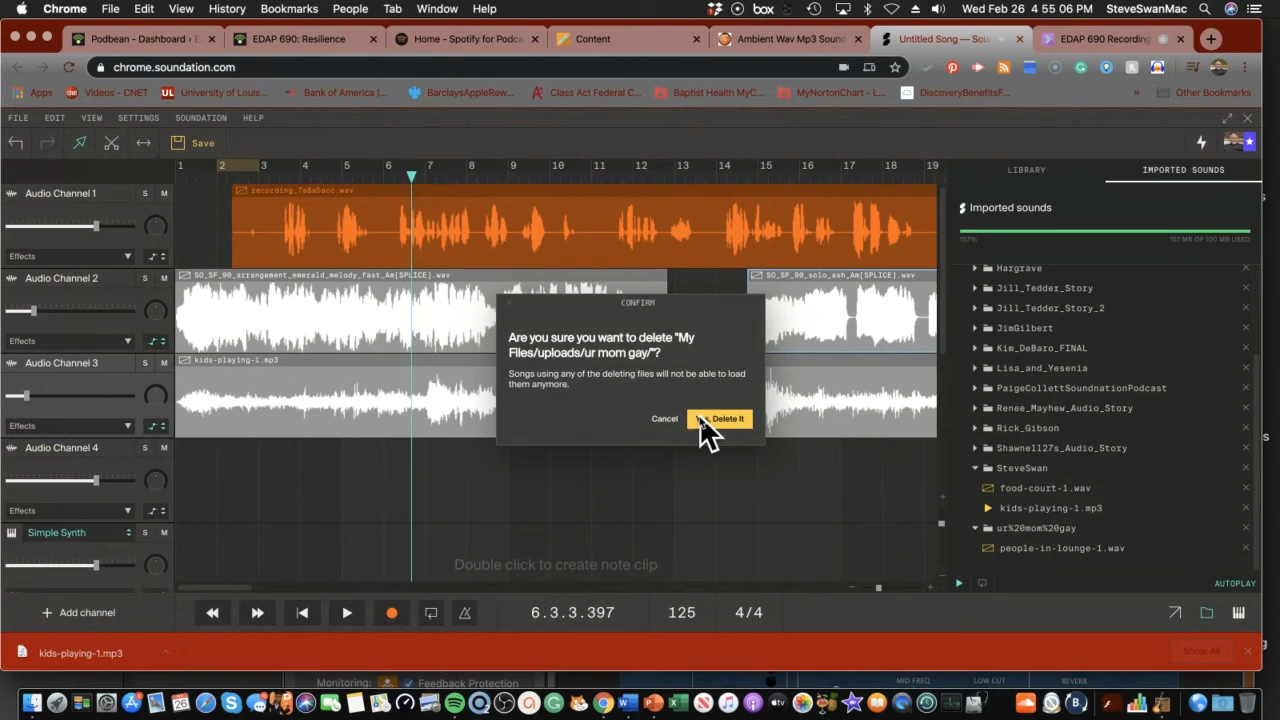 Chrome File Edit View History Bookmarks People Tab Window Help box Wed Feb 26 4:55:06 PM SteveSwanMac
Podbean - Dashboard › E EDAP 690: Resilience Home - Spotify for Podca Content Ambient Wav Mp3 Sound Untitled Song — Soun EDAP 690 Recording
chrome.soundation.com
Apps Videos - CNET University of Louis... Bank of America |... BarclaysAppleRew... Class Act Federal C... Baptist Health MyC... MyNortonChart - L... DiscoveryBenefitsF... » Other Bookmarks
FILE EDIT VIEW SETTINGS SOUNDATION HELP
Save
1 2 3 4 5 6 7 8 9 10 11 12 13 14 15 16 17 18 19
LIBRARY IMPORTED SOUNDS
Audio Channel 1 S M
recording_7a8a5acc.wav
Imported sounds
157% 157 MB OF 100 MB USED
Effects
Audio Channel 2 S M
SO_SF_90_arrangement_emerald_melody_fast_Am[SPLICE].wav
SO_SF_90_solo_ash_Am[SPLICE].wav
Effects
Audio Channel 3 S M
kids-playing-1.mp3
Effects
Audio Channel 4 S M
Effects
Simple Synth S M
CONFIRM
Are you sure you want to delete "My
Files/uploads/ur mom gay/"?
Songs using any of the deleting files will not be able to load
them anymore.
Cancel Yes, Delete It
Double click to create note clip
Hargrave
Jill_Tedder_Story
Jill_Tedder_Story_2
JimGilbert
Kim_DeBaro_FINAL
Lisa_and_Yesenia
PaigeCollettSoundnationPodcast
Renee_Mayhew_Audio_Story
Rick_Gibson
Shawnell27s_Audio_Story
SteveSwan
food-court-1.wav
kids-playing-1.mp3
ur%20mom%20gay
people-in-lounge-1.wav
AUTOPLAY
+ Add channel 6.3.3.397 125 4/4
kids-playing-1.mp3 Show All
Monitoring: Feedback Protection MID FREQ LOW CUT REVERB